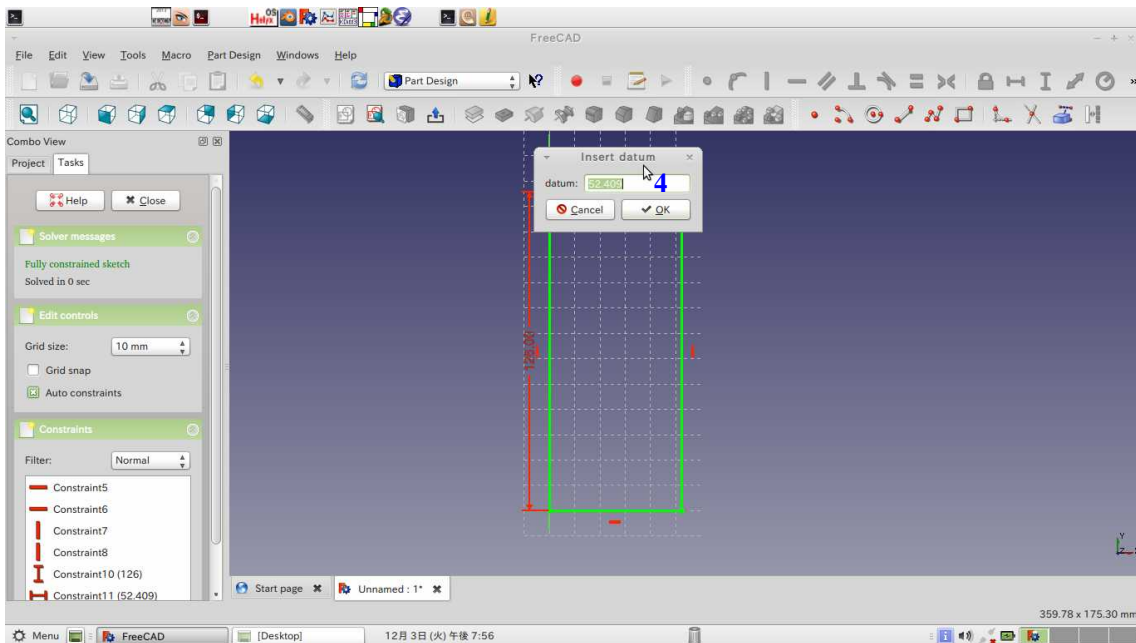 FreeCAD
File Edit View Tools Macro Part Design Windows Help
Part Design
Combo View
Project Tasks
Insert datum
datum: 52.409 4
Cancel OK
Help Close
Solver messages
Fully constrained sketch
Solved in 0 sec
Edit controls
Grid size: 10 mm
Grid snap
Auto constraints
126.00
Constraints
Filter: Normal
Constraint5
Constraint6
Constraint7
Constraint8
Constraint10 (126)
Constraint11 (52.409)
Y
Z
Start page Unnamed : 1*
359.78 x 175.30 mm
Menu FreeCAD [Desktop] 12月 3日 (火) 午後 7:56